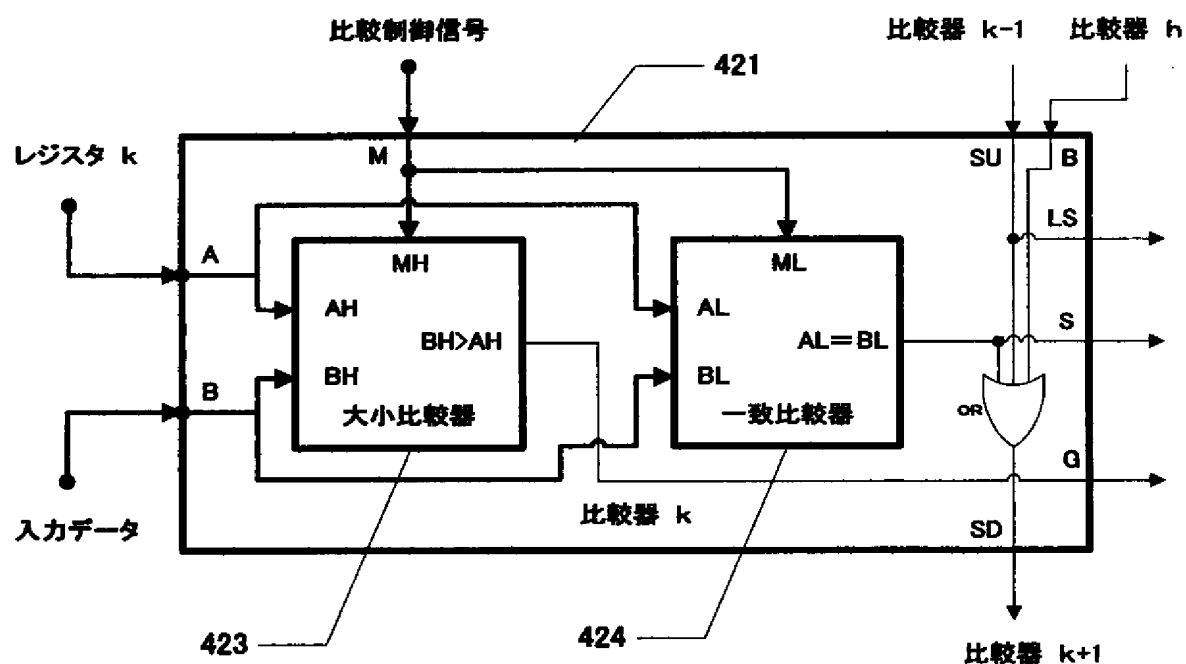 比較制御信号
比較器 k-1
比較器 h
421
レジスタ k
M
SU
B
LS
A
MH
ML
AH
AL
S
BH>AH
AL=BL
BH
BL
B
大小比較器
一致比較器
OR
G
比較器 k
入力データ
SD
423
424
比較器 k+1